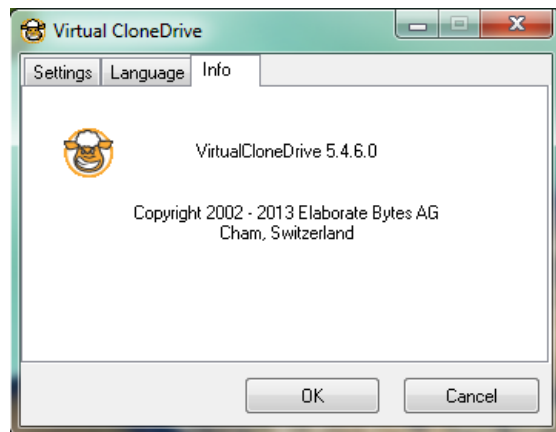 Virtual CloneDrive
Settings Language Info
VirtualCloneDrive 5.4.6.0
Copyright 2002 - 2013 Elaborate Bytes AG
Cham, Switzerland
OK Cancel